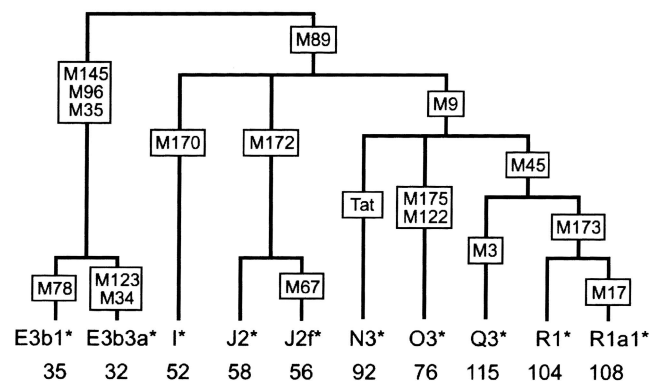 M89
M145
M96
M35
M9
M170
M172
M45
Tat
M175
M122
M3
M173
M78
M123
M34
M67
M17
E3b1* E3b3a* I* J2* J2f* N3* O3* Q3* R1* R1a1*
35 32 52 58 56 92 76 115 104 108